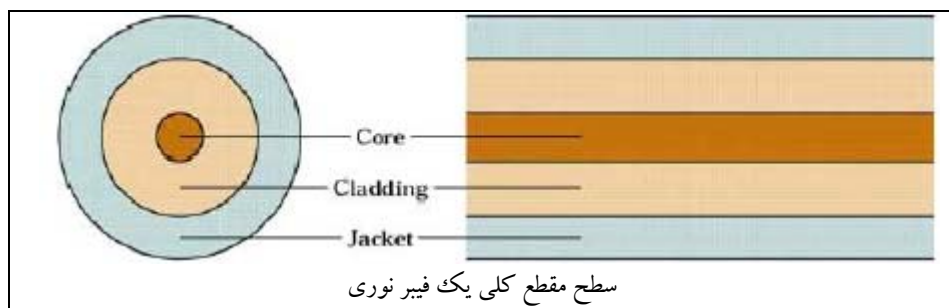 Core
Cladding
Jacket
سطح مقطع کلی یک فیبر نوری